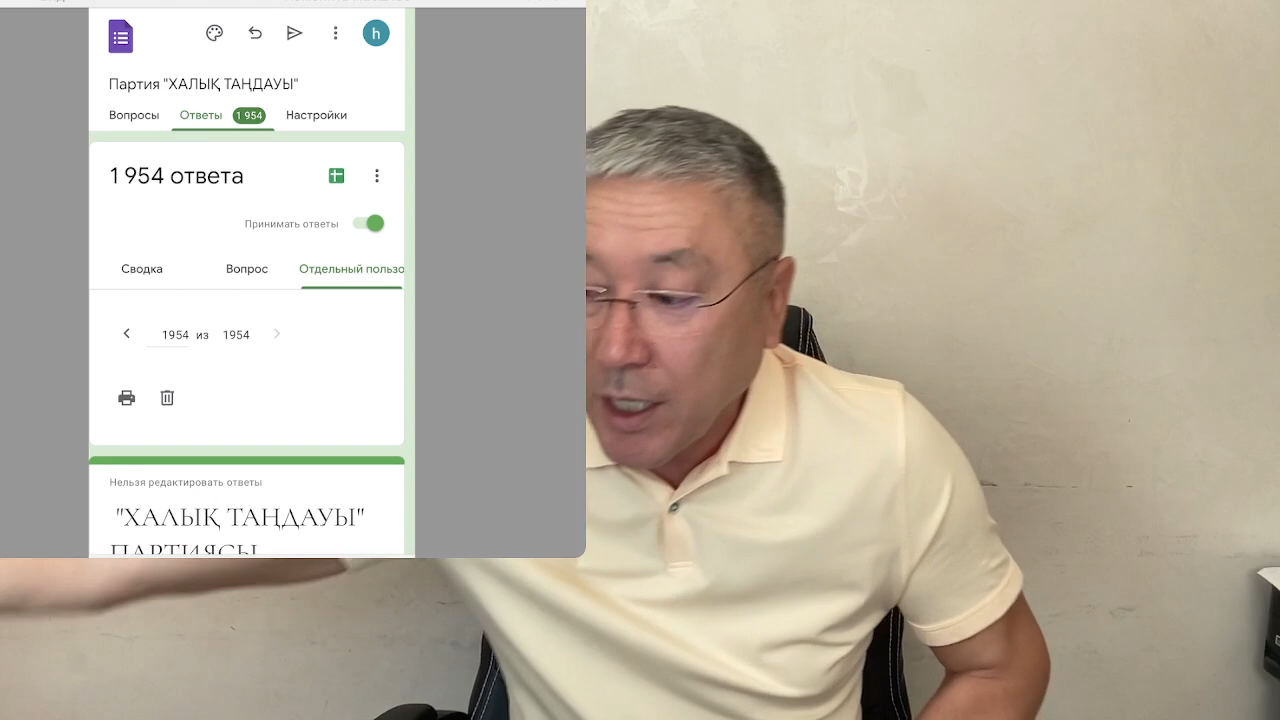 h
Партия "ХАЛЫҚ ТАҢДАУЫ"
Вопросы Ответы 1 954 Настройки
1 954 ответа
Принимать ответы
Сводка Вопрос Отдельный пользо
1954 из 1954
Нельзя редактировать ответы
"ХАЛЫҚ ТАҢДАУЫ"
ПАРТИЯСЫ